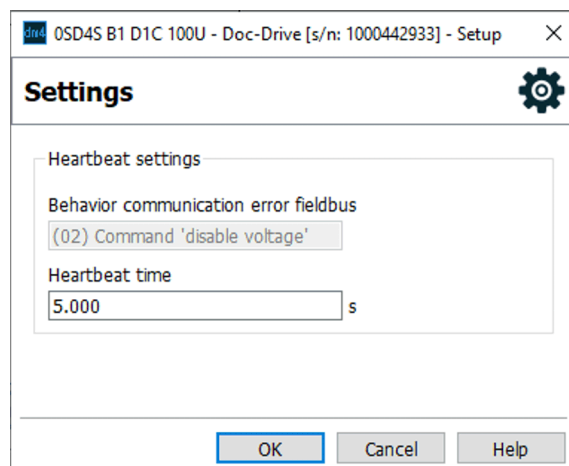 dm4 0SD4S B1 D1C 100U - Doc-Drive [s/n: 1000442933] - Setup
Settings
Heartbeat settings
Behavior communication error fieldbus
(02) Command 'disable voltage'
Heartbeat time
5.000 s
OK Cancel Help